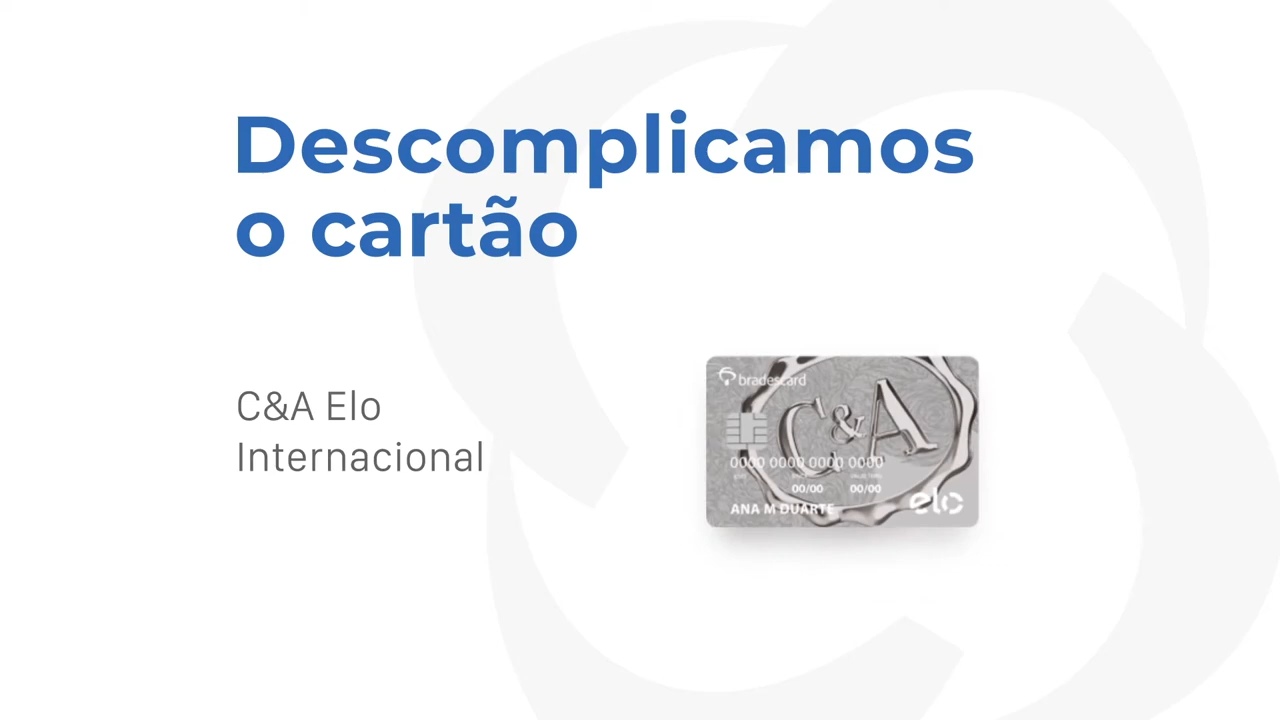 Descomplicamos
o cartão
C&A Elo
Internacional
bradescard
C&A
0000 0000 0000 0000
00/00 00/00
ANA M DUARTE
elo